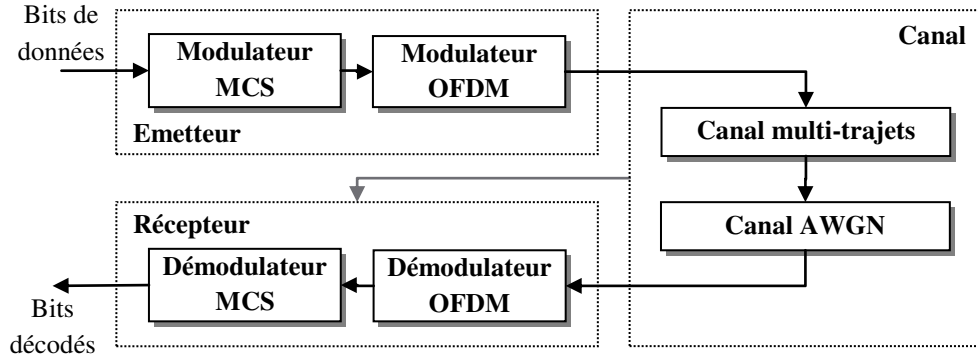 Bits de
données
Modulateur
MCS
Modulateur
OFDM
Emetteur
Canal
Canal multi-trajets
Canal AWGN
Récepteur
Démodulateur
MCS
Démodulateur
OFDM
Bits
décodés